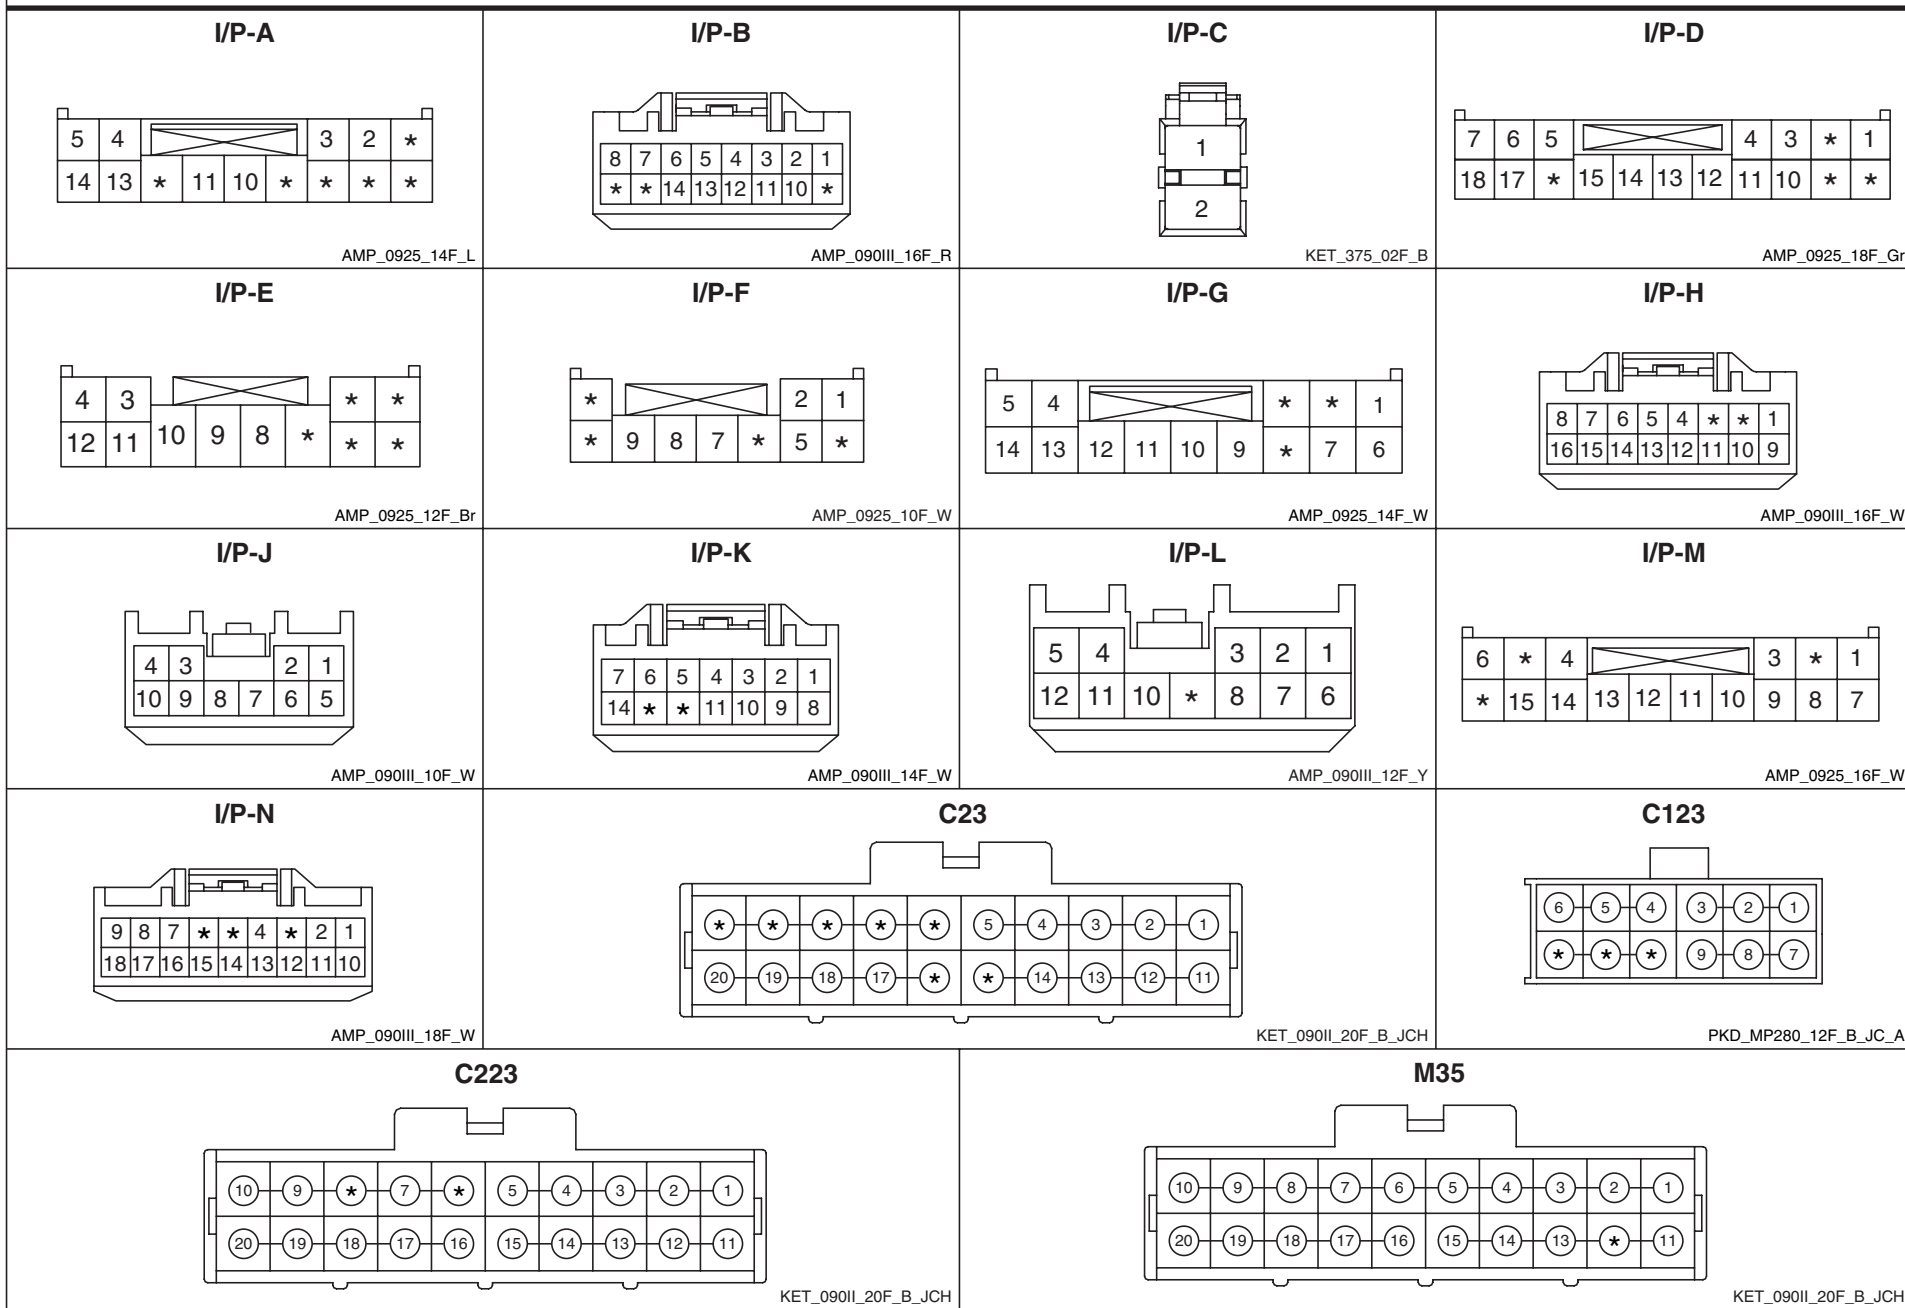 I/P-A
5 4 3 2 *
14 13 * 11 10 * * * *
AMP_0925_14F_L
I/P-B
8 7 6 5 4 3 2 1
* * 14 13 12 11 10 *
AMP_090III_16F_R
I/P-C
1
2
KET_375_02F_B
I/P-D
7 6 5 4 3 * 1
18 17 * 15 14 13 12 11 10 * *
AMP_0925_18F_Gr
I/P-E
4 3 * *
12 11 10 9 8 * * *
AMP_0925_12F_Br
I/P-F
* 2 1
* 9 8 7 * 5 *
AMP_0925_10F_W
I/P-G
5 4 * * 1
14 13 12 11 10 9 * 7 6
AMP_0925_14F_W
I/P-H
8 7 6 5 4 * * 1
16 15 14 13 12 11 10 9
AMP_090III_16F_W
I/P-J
4 3 2 1
10 9 8 7 6 5
AMP_090III_10F_W
I/P-K
7 6 5 4 3 2 1
14 * * 11 10 9 8
AMP_090III_14F_W
I/P-L
5 4 3 2 1
12 11 10 * 8 7 6
AMP_090III_12F_Y
I/P-M
6 * 4 3 * 1
* 15 14 13 12 11 10 9 8 7
AMP_0925_16F_W
I/P-N
9 8 7 * * 4 * 2 1
18 17 16 15 14 13 12 11 10
AMP_090III_18F_W
C23
* * * * * 5 4 3 2 1
20 19 18 17 * * 14 13 12 11
KET_090II_20F_B_JCH
C123
6 5 4 3 2 1
* * * 9 8 7
PKD_MP280_12F_B_JC_A
C223
10 9 * 7 * 5 4 3 2 1
20 19 18 17 16 15 14 13 12 11
KET_090II_20F_B_JCH
M35
10 9 8 7 6 5 4 3 2 1
20 19 18 17 16 15 14 13 * 11
KET_090II_20F_B_JCH